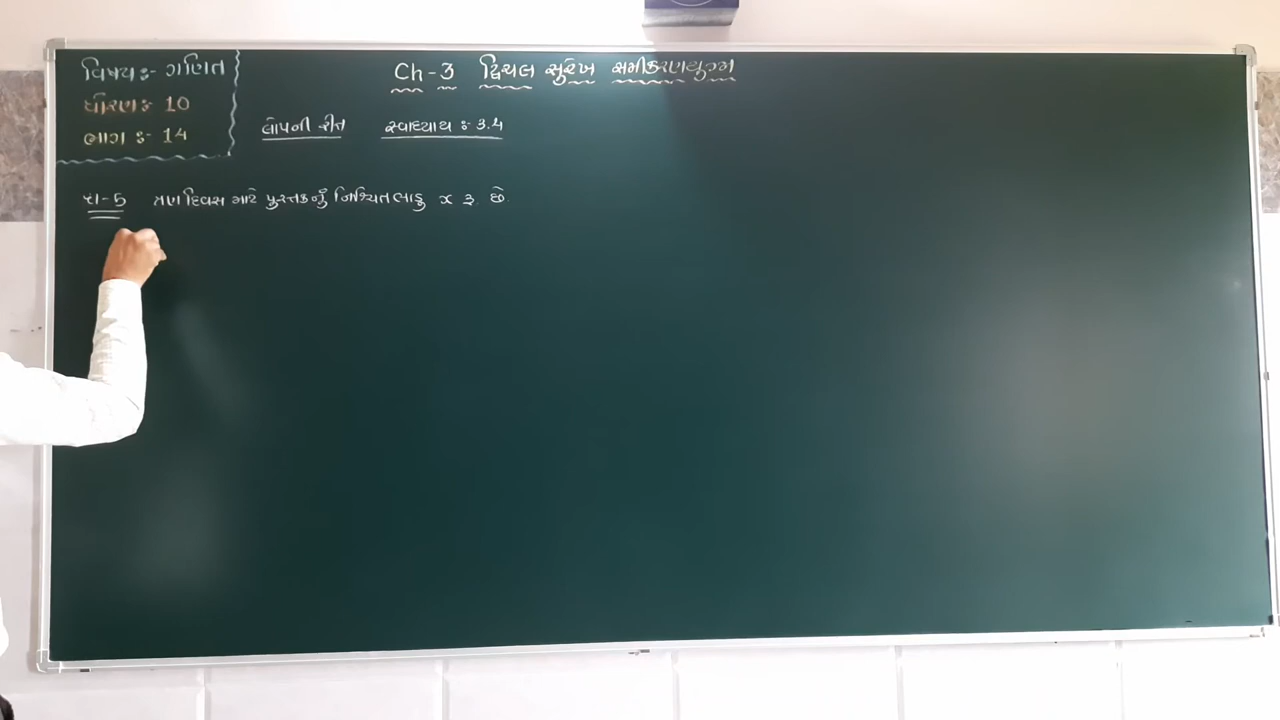 વિષય :- ગણિત
ધોરણ :- 10
ભાગ :- 14
Ch - 3 દ્વિચલ સુરેખ સમીકરણયુગ્મ
લોપની રીત સ્વાધ્યાય :- 3.4
રા - 5 ત્રણ દિવસ માટે પુસ્તકનું નિશ્ચિત ભાડુ x રૂ. છે.